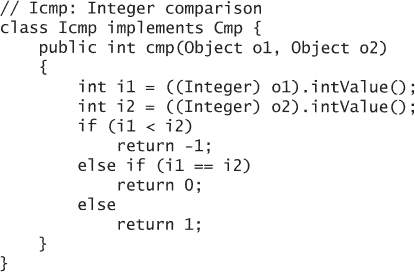 // Icmp: Integer comparison
class Icmp implements Cmp {
    public int cmp(Object o1, Object o2)
    {
        int i1 = ((Integer) o1).intValue();
        int i2 = ((Integer) o2).intValue();
        if (i1 < i2)
            return -1;
        else if (i1 == i2)
            return 0;
        else
            return 1;
    }
}